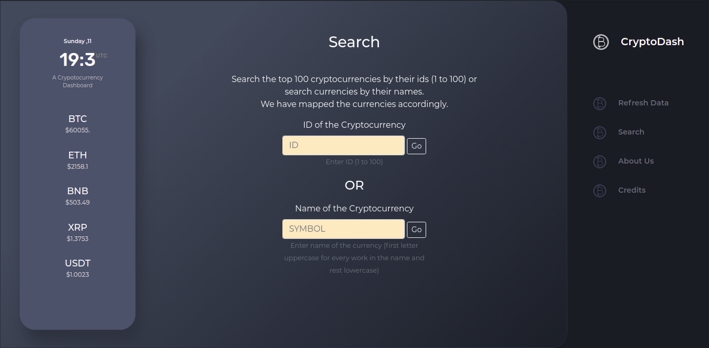 Sunday ,11
19:3 UTC
A Crypotocurrency
Dashboard
BTC
$60055.
ETH
$2158.1
BNB
$503.49
XRP
$1.3753
USDT
$1.0023
Search
Search the top 100 cryptocurrencies by their ids (1 to 100) or
search currencies by their names.
We have mapped the currencies accordingly.
ID of the Cryptocurrency
ID Go
Enter ID (1 to 100)
OR
Name of the Cryptocurrency
SYMBOL Go
Enter name of the currency (first letter
uppercase for every work in the name and
rest lowercase)
CryptoDash
Refresh Data
Search
About Us
Credits